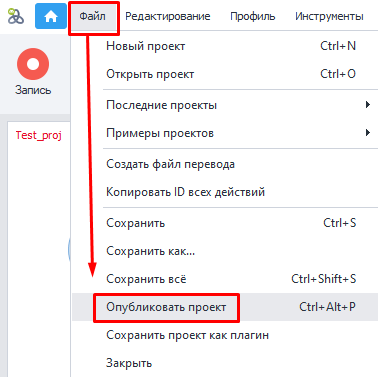 Файл Редактирование Профиль Инструменты
Новый проект Ctrl+N
Открыть проект Ctrl+O
Запись
Последние проекты
Примеры проектов
Test_proj
Создать файл перевода
Копировать ID всех действий
Сохранить Ctrl+S
Сохранить как...
Сохранить всё Ctrl+Shift+S
Опубликовать проект Ctrl+Alt+P
Сохранить проект как плагин
Закрыть